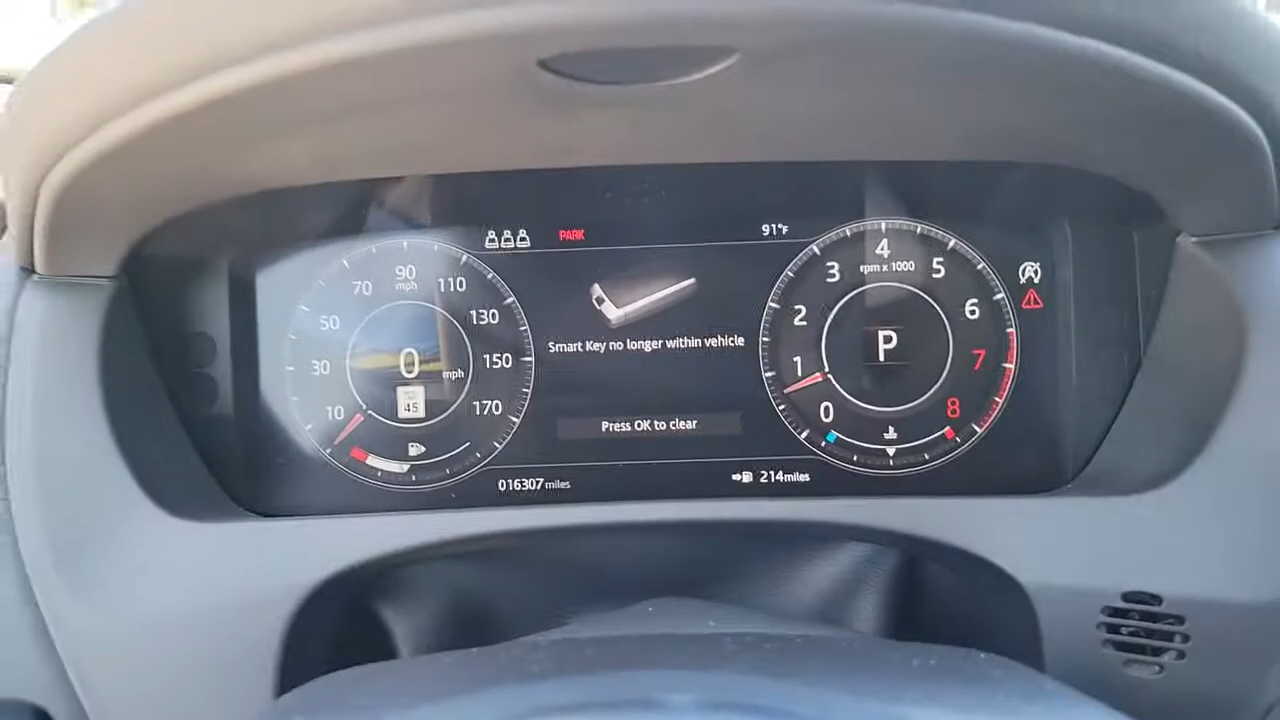 PARK
91°F
90
mph
70
110
50
130
30
150
10
170
0
mph
45
Smart Key no longer within vehicle
Press OK to clear
016307 miles
214miles
4
rpm x 1000
3
5
2
6
1
7
0
8
P